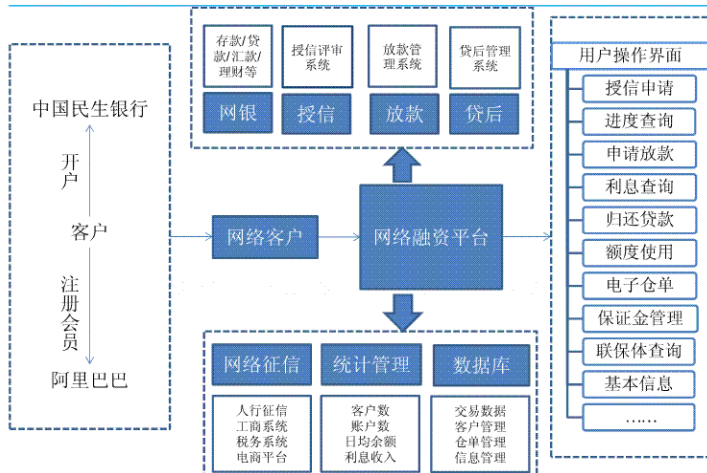 存款/贷
款/汇款/
理财等
授信评审
系统
放款管
理系统
贷后管理
系统
网银
授信
放款
贷后
中国民生银行
开户
客户
注册会员
阿里巴巴
网络客户
网络融资平台
网络征信
统计管理
数据库
人行征信
工商系统
税务系统
电商平台
客户数
账户数
日均余额
利息收入
交易数据
客户管理
仓单管理
信息管理
用户操作界面
授信申请
进度查询
申请放款
利息查询
归还贷款
额度使用
电子仓单
保证金管理
联保体查询
基本信息
……